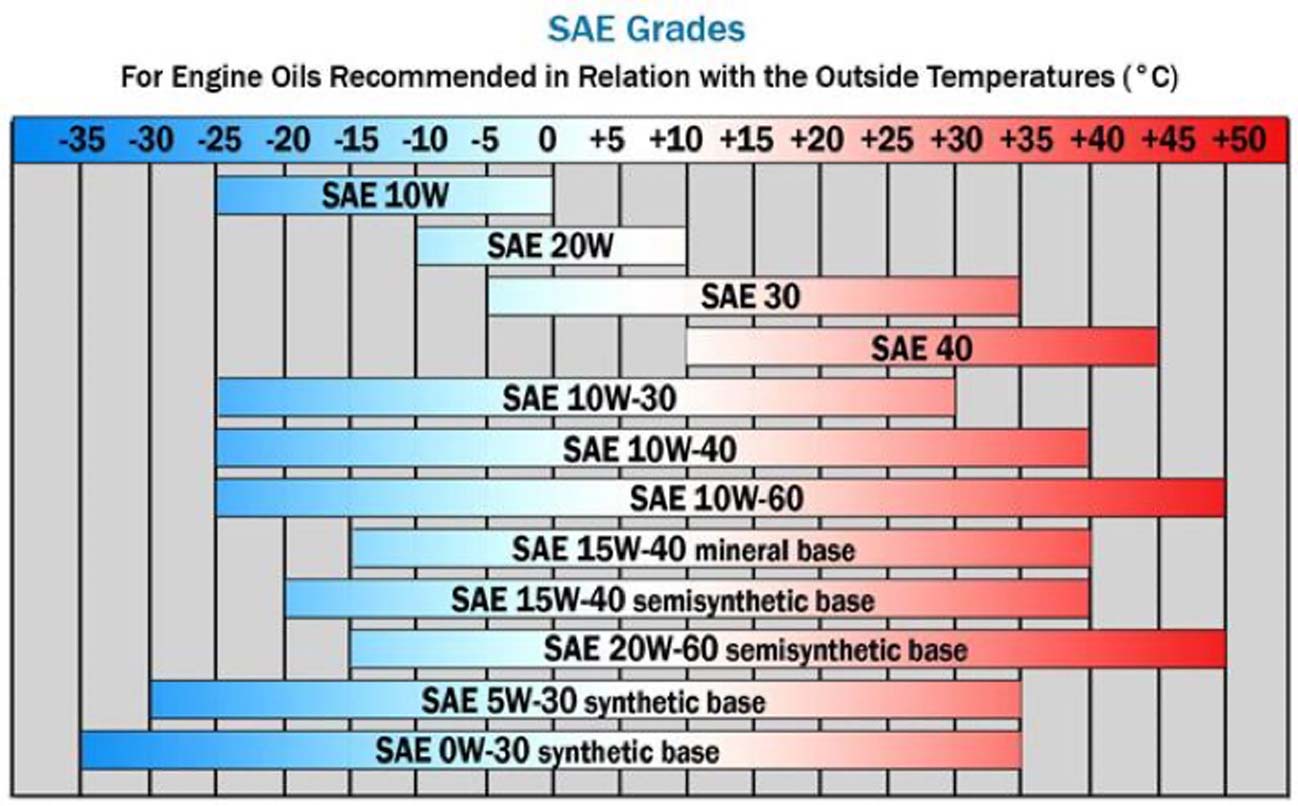 SAE Grades
For Engine Oils Recommended in Relation with the Outside Temperatures (°C)
-35 -30 -25 -20 -15 -10 -5 0 +5 +10 +15 +20 +25 +30 +35 +40 +45 +50
SAE 10W
SAE 20W
SAE 30
SAE 40
SAE 10W-30
SAE 10W-40
SAE 10W-60
SAE 15W-40 mineral base
SAE 15W-40 semisynthetic base
SAE 20W-60 semisynthetic base
SAE 5W-30 synthetic base
SAE 0W-30 synthetic base